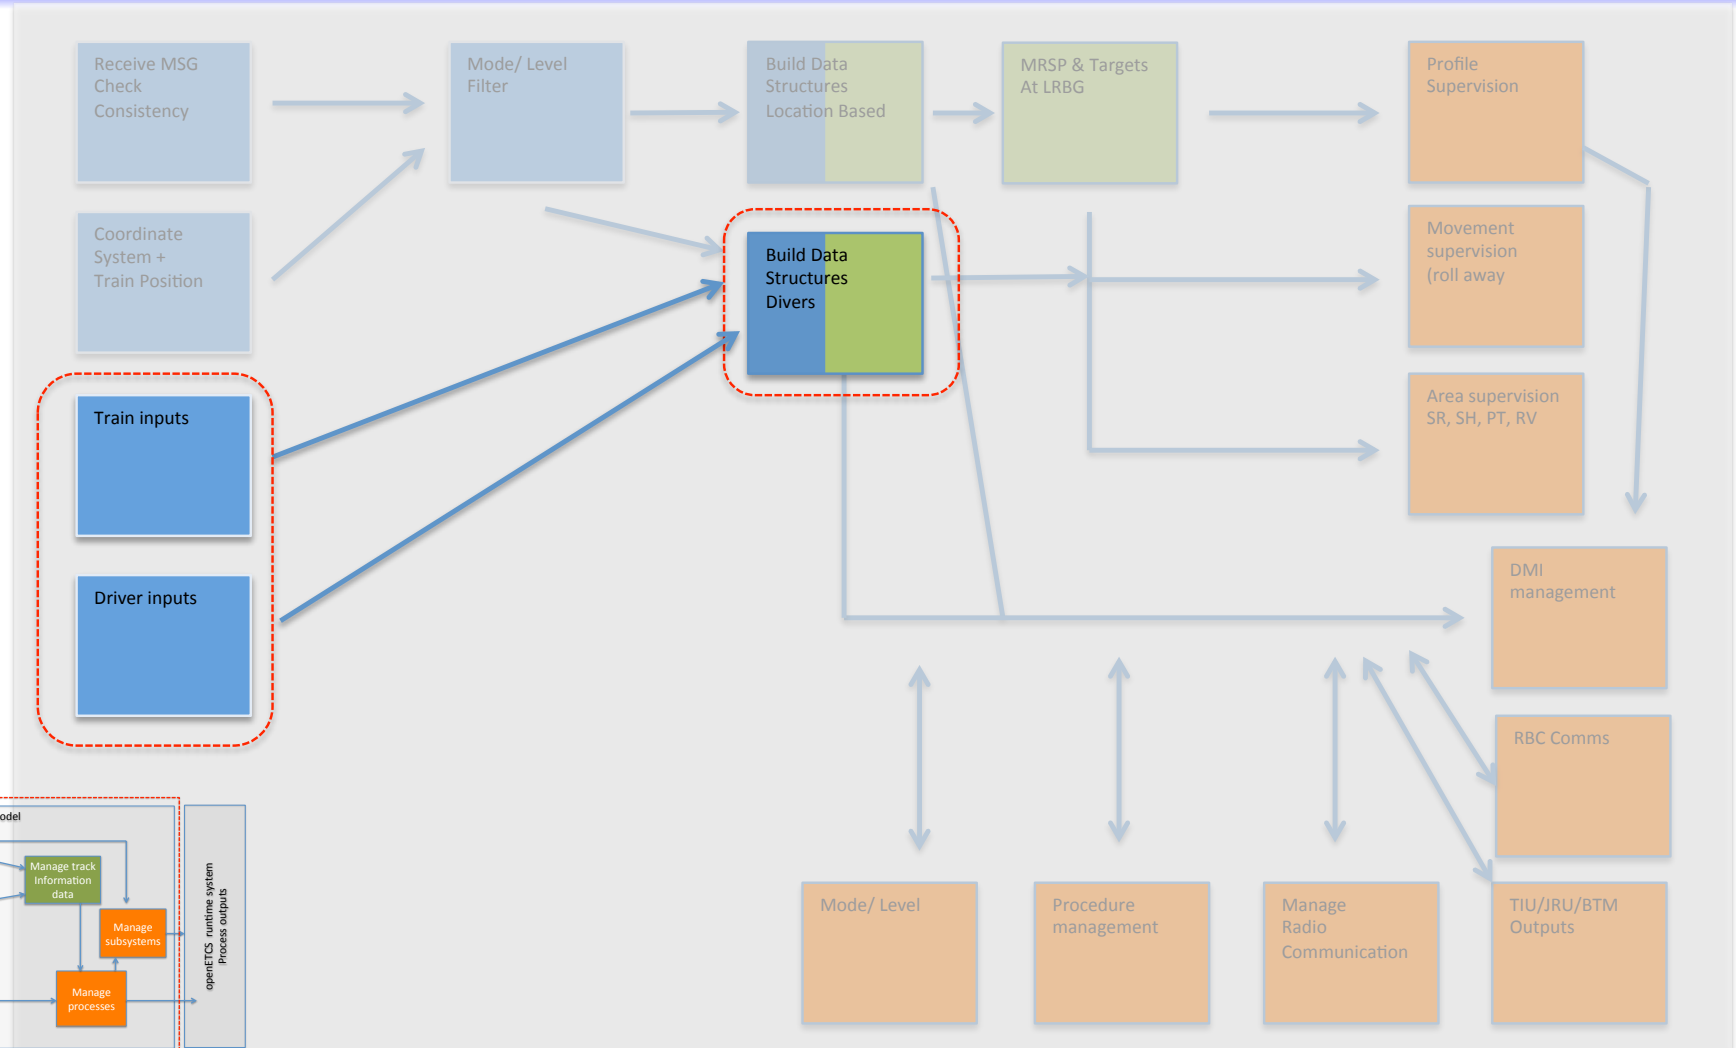 Receive MSG
Check
Consistency
Mode/ Level
Filter
Build Data
Structures
Location Based
MRSP & Targets
At LRBG
Profile
Supervision
Coordinate
System +
Train Position
Build Data
Structures
Divers
Movement
supervision
(roll away
Train inputs
Area supervision
SR, SH, PT, RV
Driver inputs
DMI
management
RBC Comms
Mode/ Level
Procedure
management
Manage
Radio
Communication
TIU/JRU/BTM
Outputs
odel
Manage track
Information
data
Manage
subsystems
Manage
processes
openETCS runtime system
Process outputs